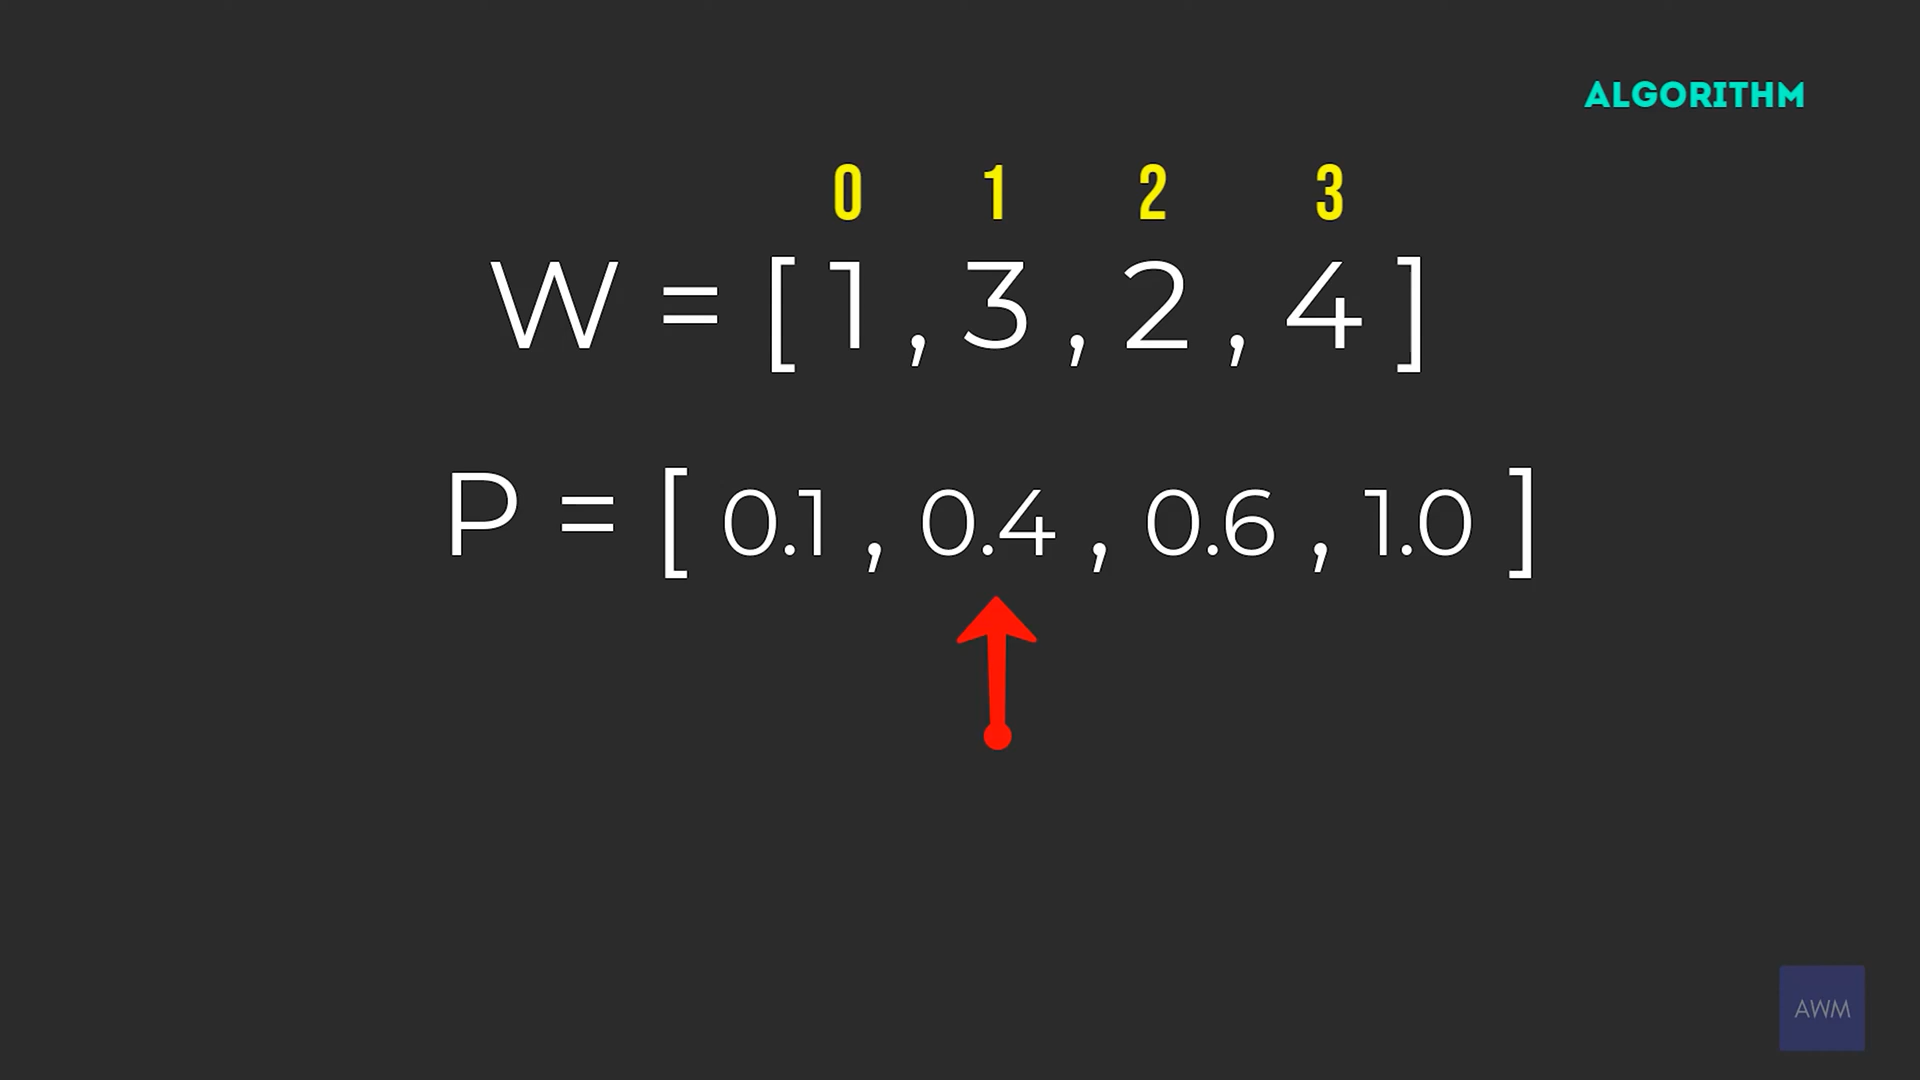 ALGORITHM
0 1 2 3
W = [ 1 , 3 , 2 , 4 ]
P = [ 0.1 , 0.4 , 0.6 , 1.0 ]
AWM